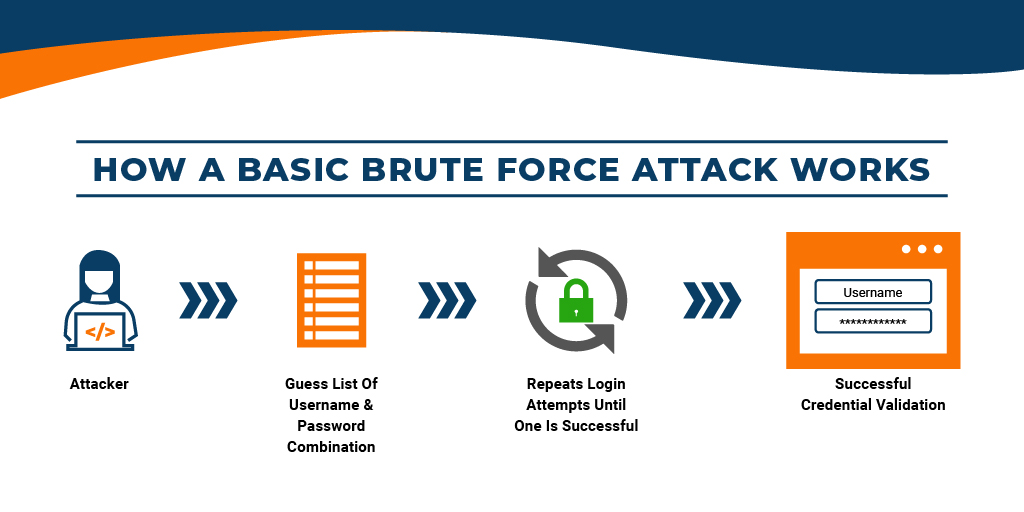 HOW A BASIC BRUTE FORCE ATTACK WORKS
</>
Attacker
Guess List Of
Username &
Password
Combination
Repeats Login
Attempts Until
One Is Successful
Username
************
Successful
Credential Validation